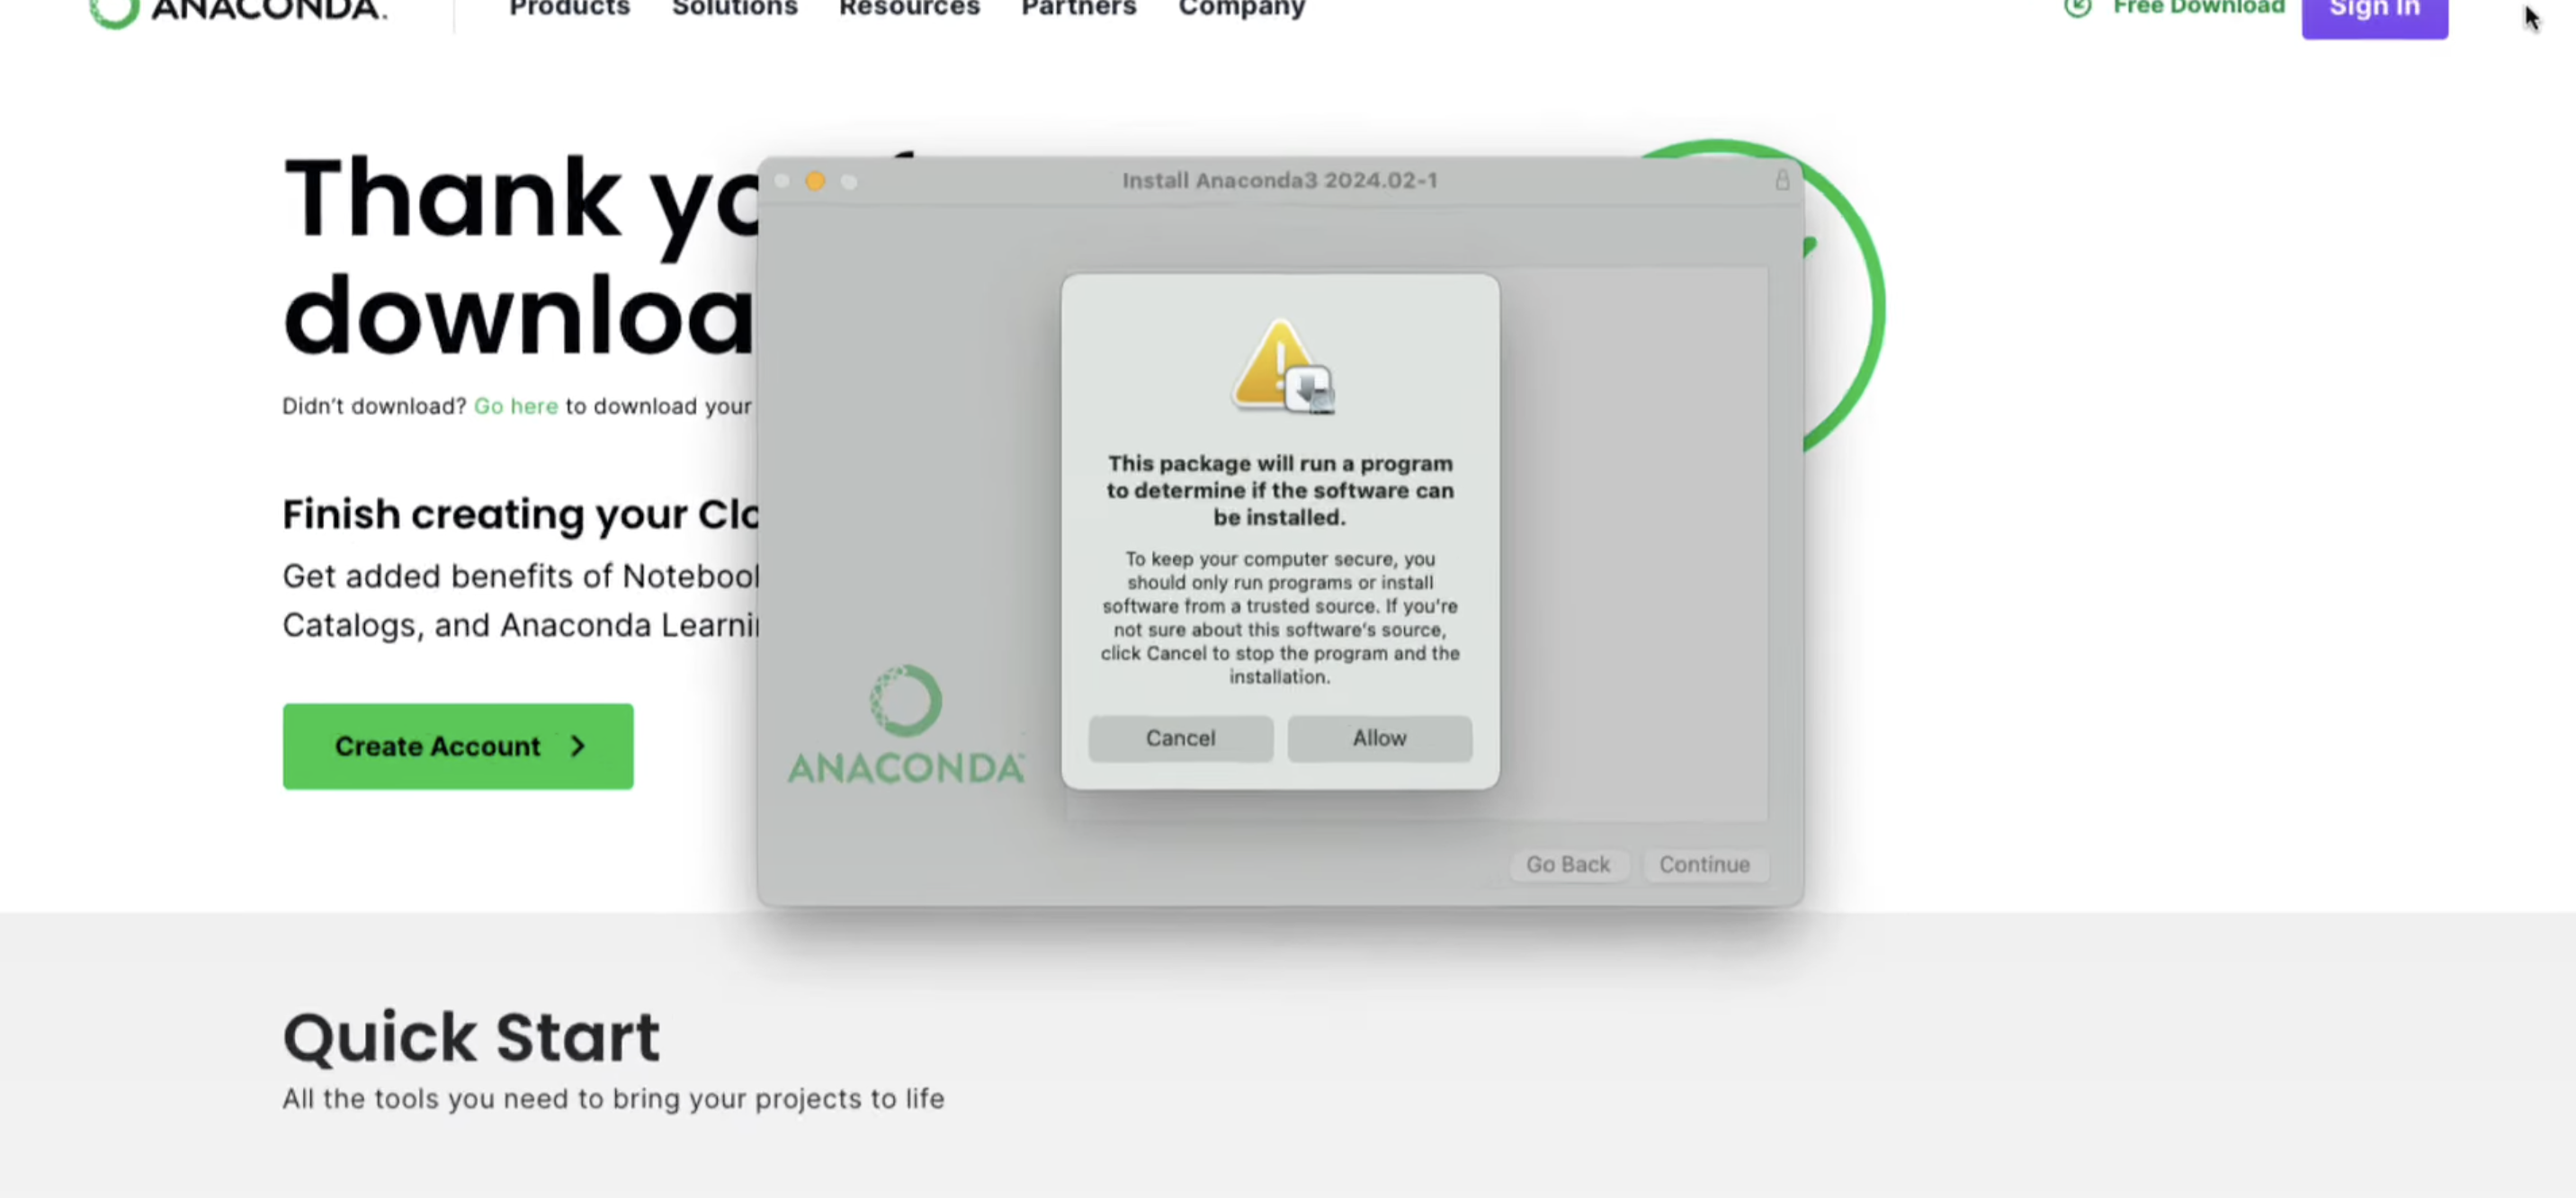 ANACONDA.
Products Solutions Resources Partners Company
Free Download
Sign In
Thank yo
downloa
Didn't download? Go here to download your
Finish creating your Clo
Get added benefits of Notebook
Catalogs, and Anaconda Learni
Create Account
Install Anaconda3 2024.02-1
This package will run a program
to determine if the software can
be installed.
To keep your computer secure, you
should only run programs or install
software from a trusted source. If you're
not sure about this software's source,
click Cancel to stop the program and the
installation.
Cancel Allow
ANACONDA
Go Back Continue
Quick Start
All the tools you need to bring your projects to life